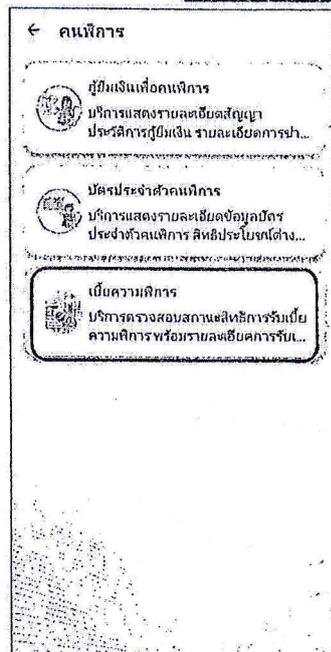 ← คนพิการ
กู้ยืมเงินเพื่อคนพิการ
บริการแสดงรายละเอียดสัญญา
ประวัติการกู้ยืมเงิน รายละเอียดการชำ...
บัตรประจำตัวคนพิการ
บริการแสดงรายละเอียดข้อมูลบัตร
ประจำตัวคนพิการ สิทธิประโยชน์ต่าง...
เบี้ยความพิการ
บริการตรวจสอบสถานะสิทธิการรับเบี้ย
ความพิการ พร้อมรายละเอียดการรับเ...